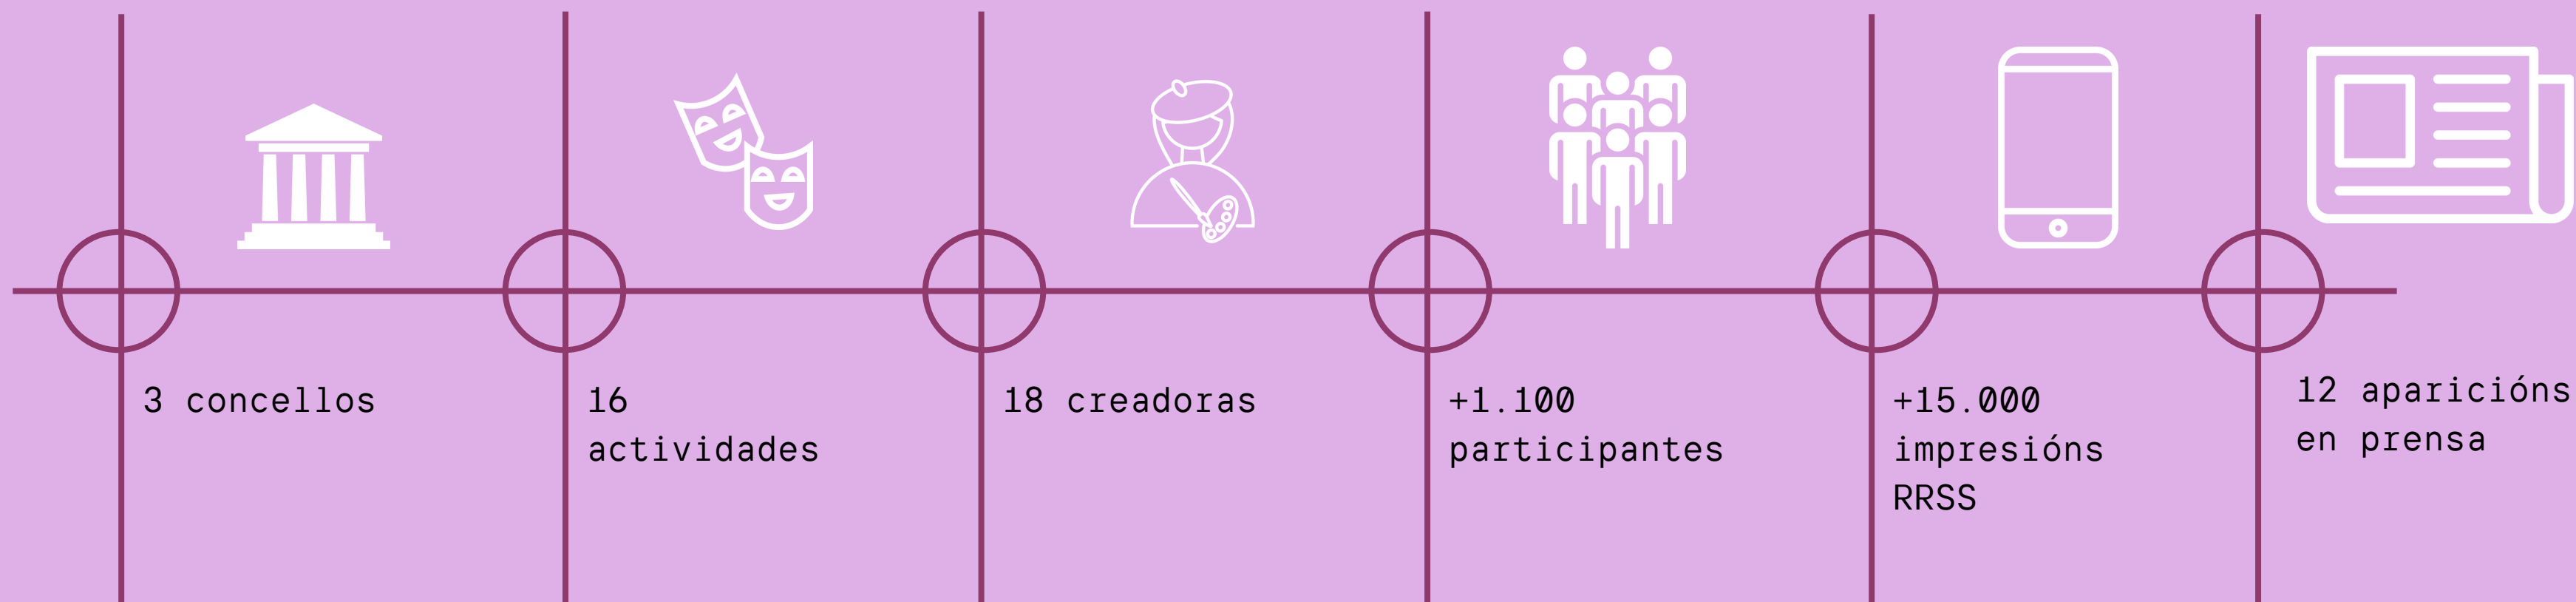 3 concellos
16
actividades
18 creadoras
+1.100
participantes
+15.000
impresións
RRSS
12 aparicións
en prensa